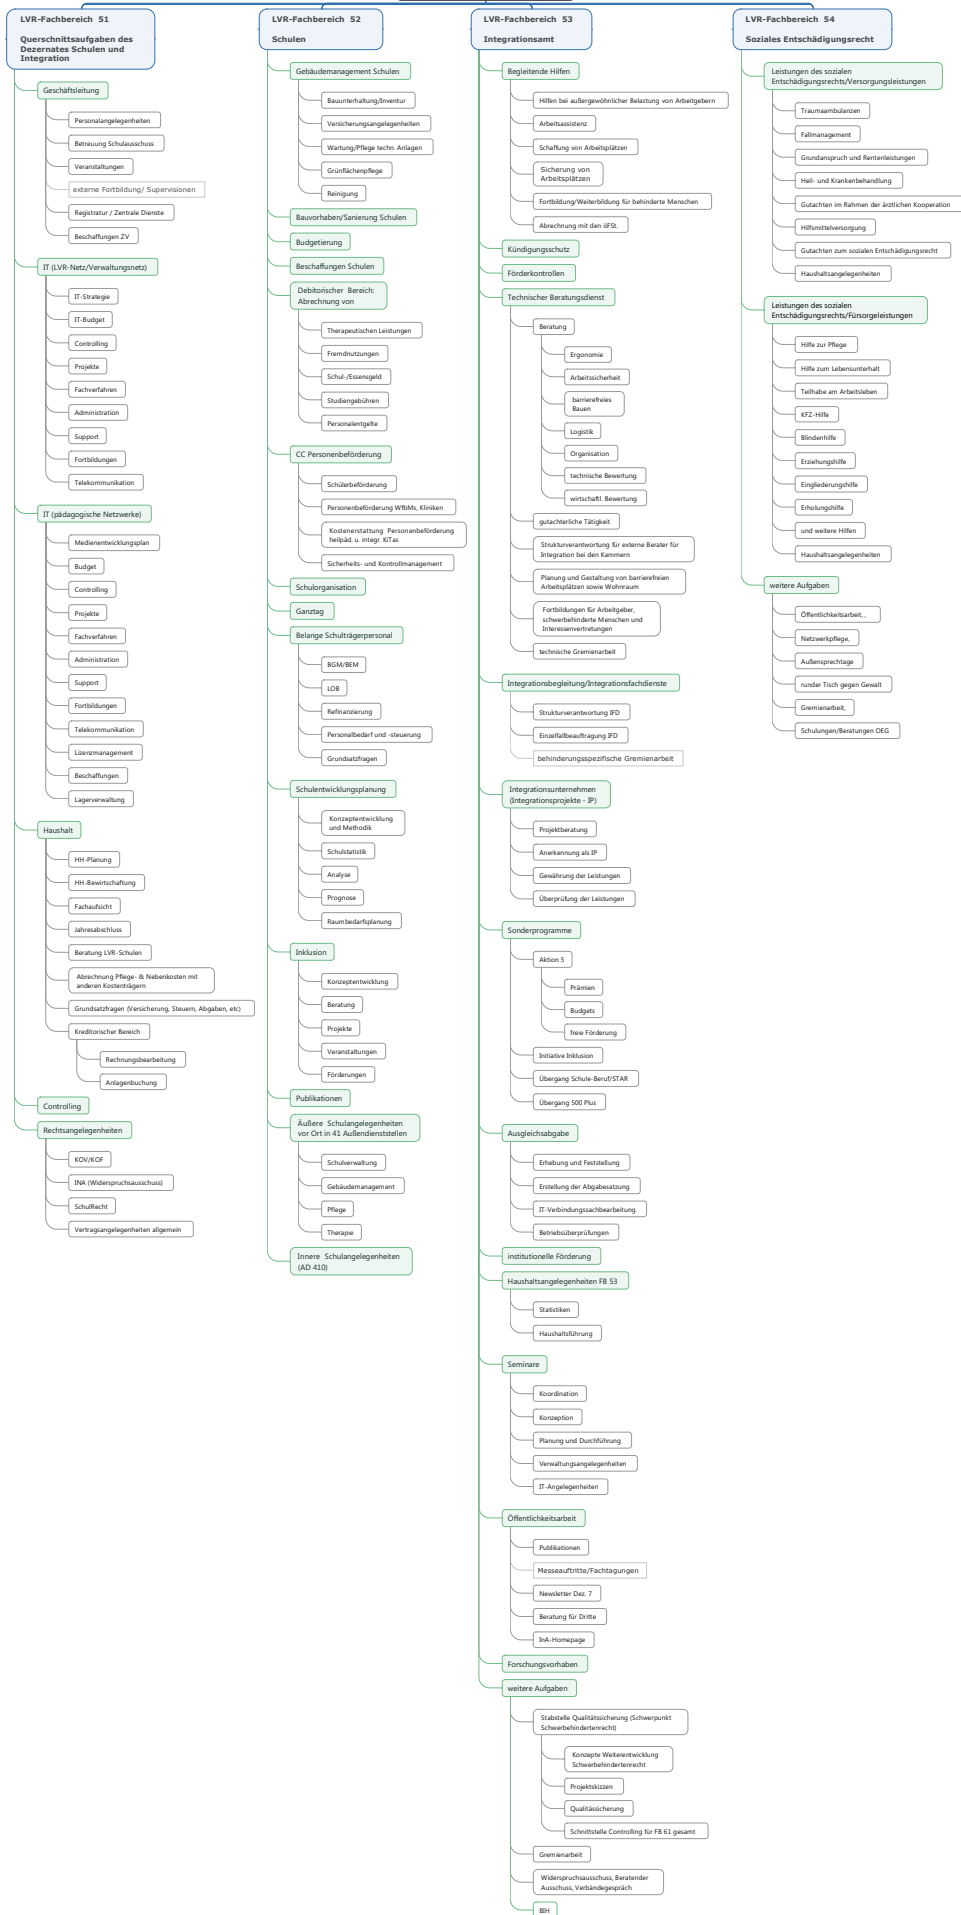 LVR-Fachbereich 51
Querschnittsaufgaben des
Dezernates Schulen und
Integration
Geschäftsleitung
Personalangelegenheiten
Betreuung Schulausschuss
Veranstaltungen
externe Fortbildung/ Supervisionen
Registratur / Zentrale Dienste
Beschaffungen ZV
IT (LVR-Netz/Verwaltungsnetz)
IT-Strategie
IT-Budget
Controlling
Projekte
Fachverfahren
Administration
Support
Fortbildungen
Telekommunikation
IT (pädagogische Netzwerke)
Medienentwicklungsplan
Budget
Controlling
Projekte
Fachverfahren
Administration
Support
Fortbildungen
Telekommunikation
Lizenzmanagement
Beschaffungen
Lagerverwaltung
Haushalt
HH-Planung
HH-Bewirtschaftung
Fachaufsicht
Jahresabschluss
Beratung LVR-Schulen
Abrechnung Pflege- & Nebenkosten mit
anderen Kostenträgern
Grundsatzfragen (Versicherung, Steuern, Abgaben, etc)
Kreditorischer Bereich
Rechnungsbearbeitung
Anlagenbuchung
Controlling
Rechtsangelegenheiten
KOV/KOF
INA (Widerspruchsausschuss)
SchulRecht
Vertragsangelegenheiten allgemein
LVR-Fachbereich 52
Schulen
Gebäudemanagement Schulen
Bauunterhaltung/Inventur
Versicherungsangelegenheiten
Wartung/Pflege techn. Anlagen
Grünflächenpflege
Reinigung
Bauvorhaben/Sanierung Schulen
Budgetierung
Beschaffungen Schulen
Debitorischer Bereich:
Abrechnung von
Therapeutischen Leistungen
Fremdnutzungen
Schul-/Essensgeld
Studiengebühren
Personalentgelte
CC Personenbeförderung
Schülerbeförderung
Personenbeförderung WfbMs, Kliniken
Kostenerstattung Personenbeförderung
heilpäd. u. integr. KiTas
Sicherheits- und Kontrollmanagement
Schulorganisation
Ganztag
Belange Schulträgerpersonal
BGM/BEM
LOB
Refinanzierung
Personalbedarf und -steuerung
Grundsatzfragen
Schulentwicklungsplanung
Konzeptentwicklung
und Methodik
Schulstatistik
Analyse
Prognose
Raumbedarfsplanung
Inklusion
Konzeptentwicklung
Beratung
Projekte
Veranstaltungen
Förderungen
Publikationen
Äußere Schulangelegenheiten
vor Ort in 41 Außendienststellen
Schulverwaltung
Gebäudemanagement
Pflege
Therapie
Innere Schulangelegenheiten
(AD 410)
LVR-Fachbereich 53
Integrationsamt
Begleitende Hilfen
Hilfen bei außergewöhnlicher Belastung von Arbeitgebern
Arbeitsassistenz
Schaffung von Arbeitsplätzen
Sicherung von
Arbeitsplätzen
Fortbildung/Weiterbildung für behinderte Menschen
Abrechnung mit den öFSt.
Kündigungsschutz
Förderkontrollen
Technischer Beratungsdienst
Beratung
Ergonomie
Arbeitssicherheit
barrierefreies
Bauen
Logistik
Organisation
technische Bewertung
wirtschaftl. Bewertung
gutachterliche Tätigkeit
Strukturverantwortung für externe Berater für
Integration bei den Kammern
Planung und Gestaltung von barrierefreien
Arbeitsplätzen sowie Wohnraum
Fortbildungen für Arbeitgeber,
schwerbehinderte Menschen und
Interessenvertretungen
technische Gremienarbeit
Integrationsbegleitung/Integrationsfachdienste
Strukturverantwortung IFD
Einzelfallbeauftragung IFD
behinderungsspezifische Gremienarbeit
Integrationsunternehmen
(Integrationsprojekte - IP)
Projektberatung
Anerkennung als IP
Gewährung der Leistungen
Überprüfung der Leistungen
Sonderprogramme
Aktion 5
Prämien
Budgets
freie Förderung
Initiative Inklusion
Übergang Schule-Beruf/STAR
Übergang 500 Plus
Ausgleichsabgabe
Erhebung und Feststellung
Erstellung der Abgabesatzung
IT-Verbindungssachbearbeitung
Betriebsüberprüfungen
institutionelle Förderung
Haushaltsangelegenheiten FB 53
Statistiken
Haushaltsführung
Seminare
Koordination
Konzeption
Planung und Durchführung
Verwaltungsangelegenheiten
IT-Angelegenheiten
Öffentlichkeitsarbeit
Publikationen
Messeauftritte/Fachtagungen
Newsletter Dez. 7
Beratung für Dritte
InA-Homepage
Forschungsvorhaben
weitere Aufgaben
Stabstelle Qualitätssicherung (Schwerpunkt
Schwerbehindertenrecht)
Konzepte Weiterentwicklung
Schwerbehindertenrecht
Projektskizzen
Qualitässicherung
Schnittstelle Controlling für FB 61 gesamt
Gremienarbeit
Widerspruchsausschuss, Beratender
Ausschuss, Verbändegespräch
BIH
LVR-Fachbereich 54
Soziales Entschädigungsrecht
Leistungen des sozialen
Entschädigungsrechts/Versorgungsleistungen
Traumaambulanzen
Fallmanagement
Grundanspruch und Rentenleistungen
Heil- und Krankenbehandlung
Gutachten im Rahmen der ärztlichen Kooperation
Hilfsmittelversorgung
Gutachten zum sozialen Entschädigungsrecht
Haushaltsangelegenheiten
Leistungen des sozialen
Entschädigungsrechts/Fürsorgeleistungen
Hilfe zur Pflege
Hilfe zum Lebensunterhalt
Teilhabe am Arbeitsleben
KFZ-Hilfe
Blindenhilfe
Erziehungshilfe
Eingliederungshilfe
Erholungshilfe
und weitere Hilfen
Haushaltsangelegenheiten
weitere Aufgaben
Öffentlichkeitsarbeit, ,
Netzwerkpflege,
Außensprechtage
runder Tisch gegen Gewalt
Gremienarbeit,
Schulungen/Beratungen OEG